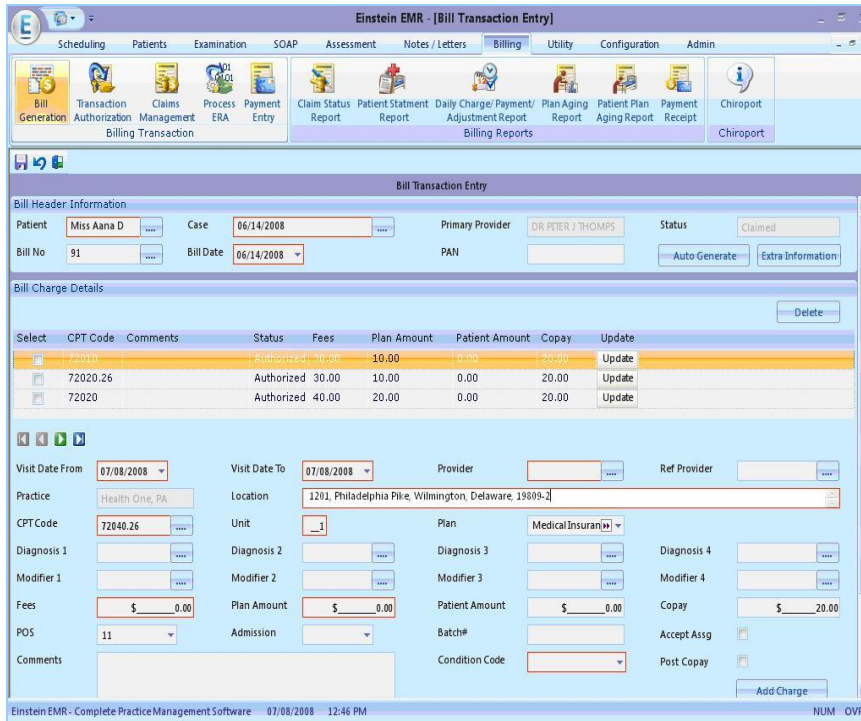 Einstein EMR - [Bill Transaction Entry]
E
Scheduling Patients Examination SOAP Assessment Notes / Letters Billing Utility Configuration Admin
Bill Generation
Transaction Authorization
Claims Management
Process ERA
Payment Entry
Billing Transaction
Claim Status Report
Patient Statment Report
Daily Charge/ Payment/ Adjustment Report
Plan Aging Report
Patient Plan Aging Report
Payment Receipt
Billing Reports
Chiroport
Chiroport
Bill Transaction Entry
Bill Header Information
Patient Miss Aana D .... Case 06/14/2008 .... Primary Provider DR PITER J THOMPS Status Claimed
Bill No 91 .... Bill Date 06/14/2008 PAN Auto Generate Extra Information
Bill Charge Details
Delete
Select CPT Code Comments Status Fees Plan Amount Patient Amount Copay Update
72010 Authorized 30.00 10.00 0.00 20.00 Update
72020.26 Authorized 30.00 10.00 0.00 20.00 Update
72020 Authorized 40.00 20.00 0.00 20.00 Update
Visit Date From 07/08/2008 Visit Date To 07/08/2008 Provider .... Ref Provider ....
Practice Health One, PA Location 1201, Philadelphia Pike, Wilmington, Delaware, 19809-2
CPTCode 72040.26 .... Unit _1 Plan Medical Insuran
Diagnosis 1 .... Diagnosis 2 .... Diagnosis 3 .... Diagnosis 4 ....
Modifier 1 .... Modifier 2 .... Modifier 3 .... Modifier 4 ....
Fees $______0.00 Plan Amount $______0.00 Patient Amount $______0.00 Copay $______20.00
POS 11 Admission Batch# Accept Assg
Comments Condition Code Post Copay
Add Charge
Einstein EMR - Complete Practice Management Software 07/08/2008 12:46 PM NUM OVR